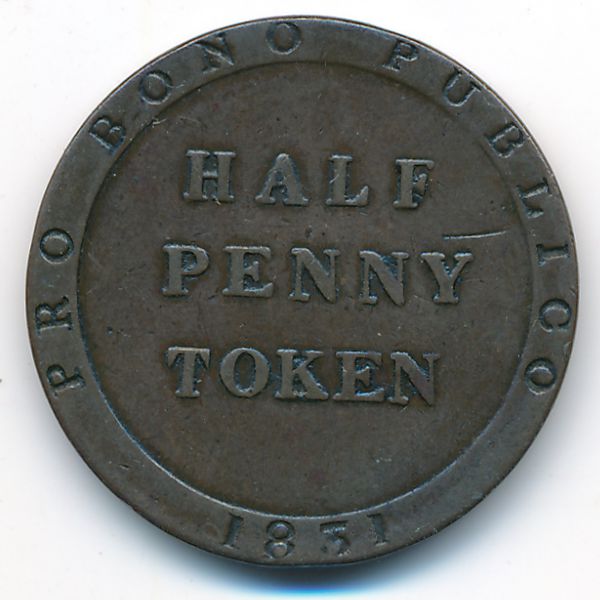 PRO BONO PUBLICO
HALF
PENNY
TOKEN
1831